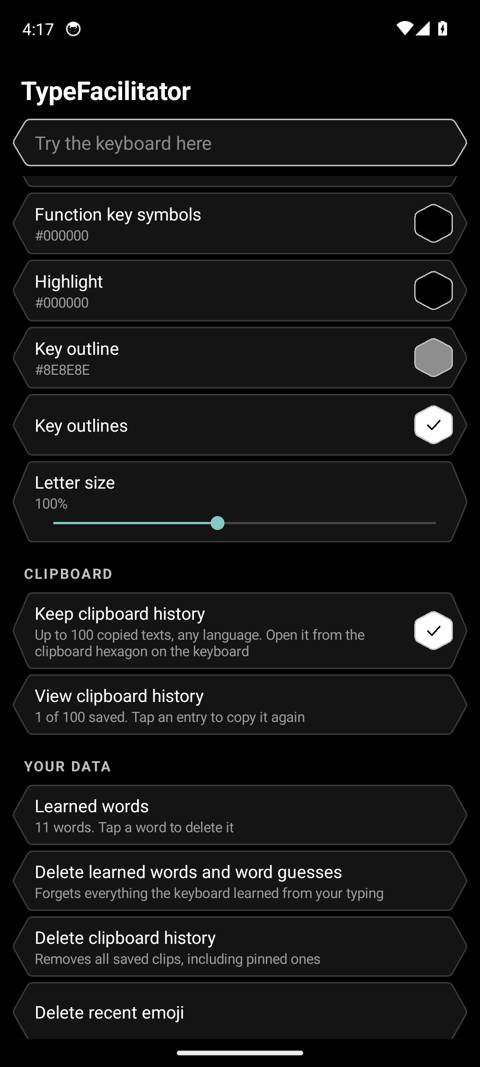 4:17
TypeFacilitator
Try the keyboard here
Function key symbols
#000000
Highlight
#000000
Key outline
#8E8E8E
Key outlines
Letter size
100%
CLIPBOARD
Keep clipboard history
Up to 100 copied texts, any language. Open it from the
clipboard hexagon on the keyboard
View clipboard history
1 of 100 saved. Tap an entry to copy it again
YOUR DATA
Learned words
11 words. Tap a word to delete it
Delete learned words and word guesses
Forgets everything the keyboard learned from your typing
Delete clipboard history
Removes all saved clips, including pinned ones
Delete recent emoji